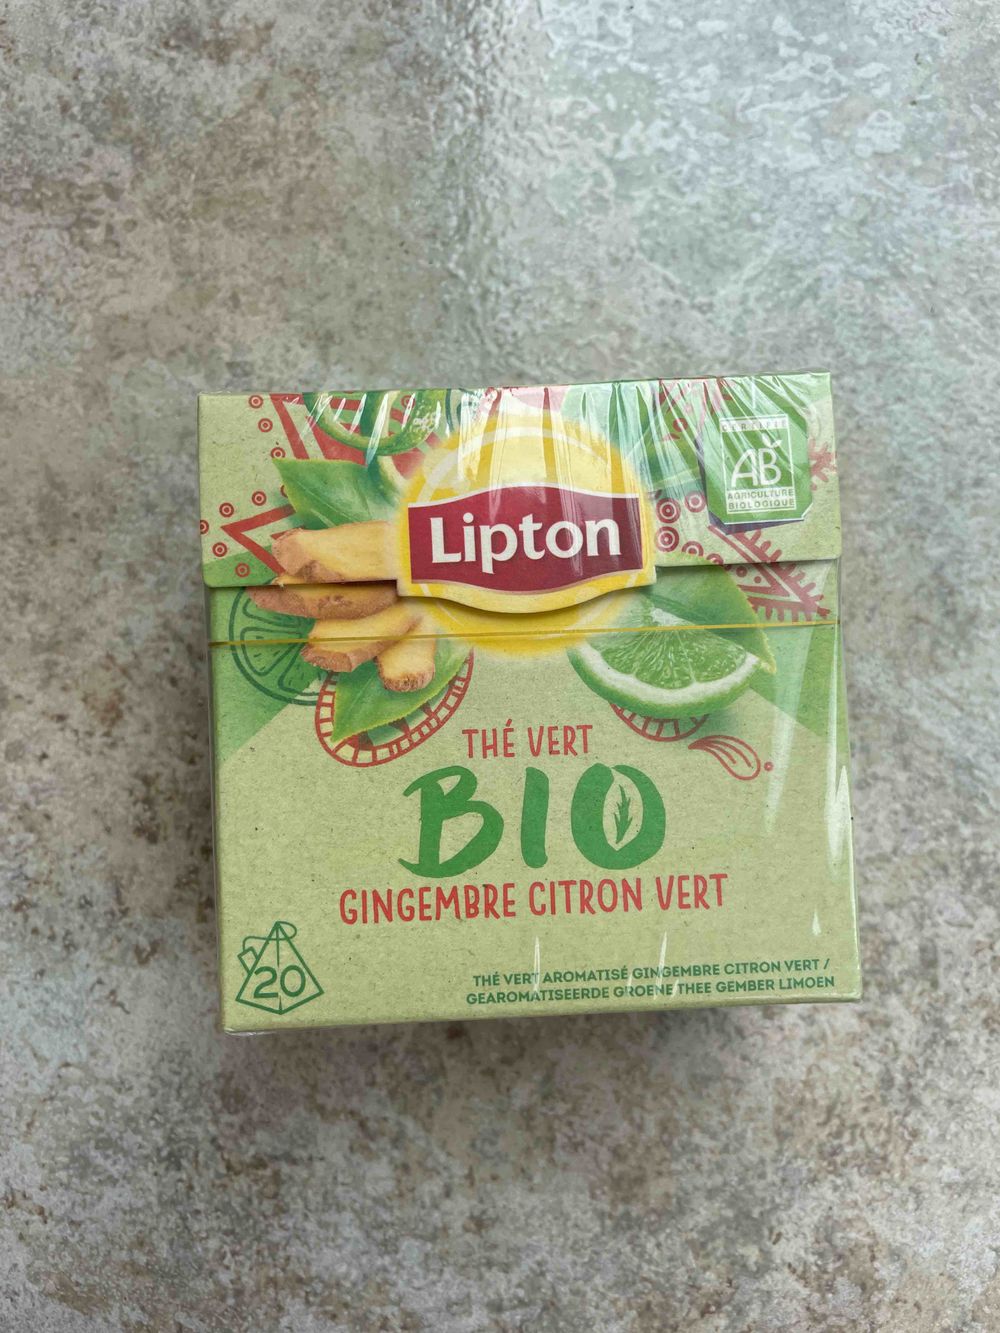 CERTIFIÉ
AB
AGRICULTURE
BIOLOGIQUE
Lipton
THÉ VERT
BIO
GINGEMBRE CITRON VERT
20
THÉ VERT AROMATISÉ GINGEMBRE CITRON VERT /
GEAROMATISEERDE GROENE THEE GEMBER LIMOEN